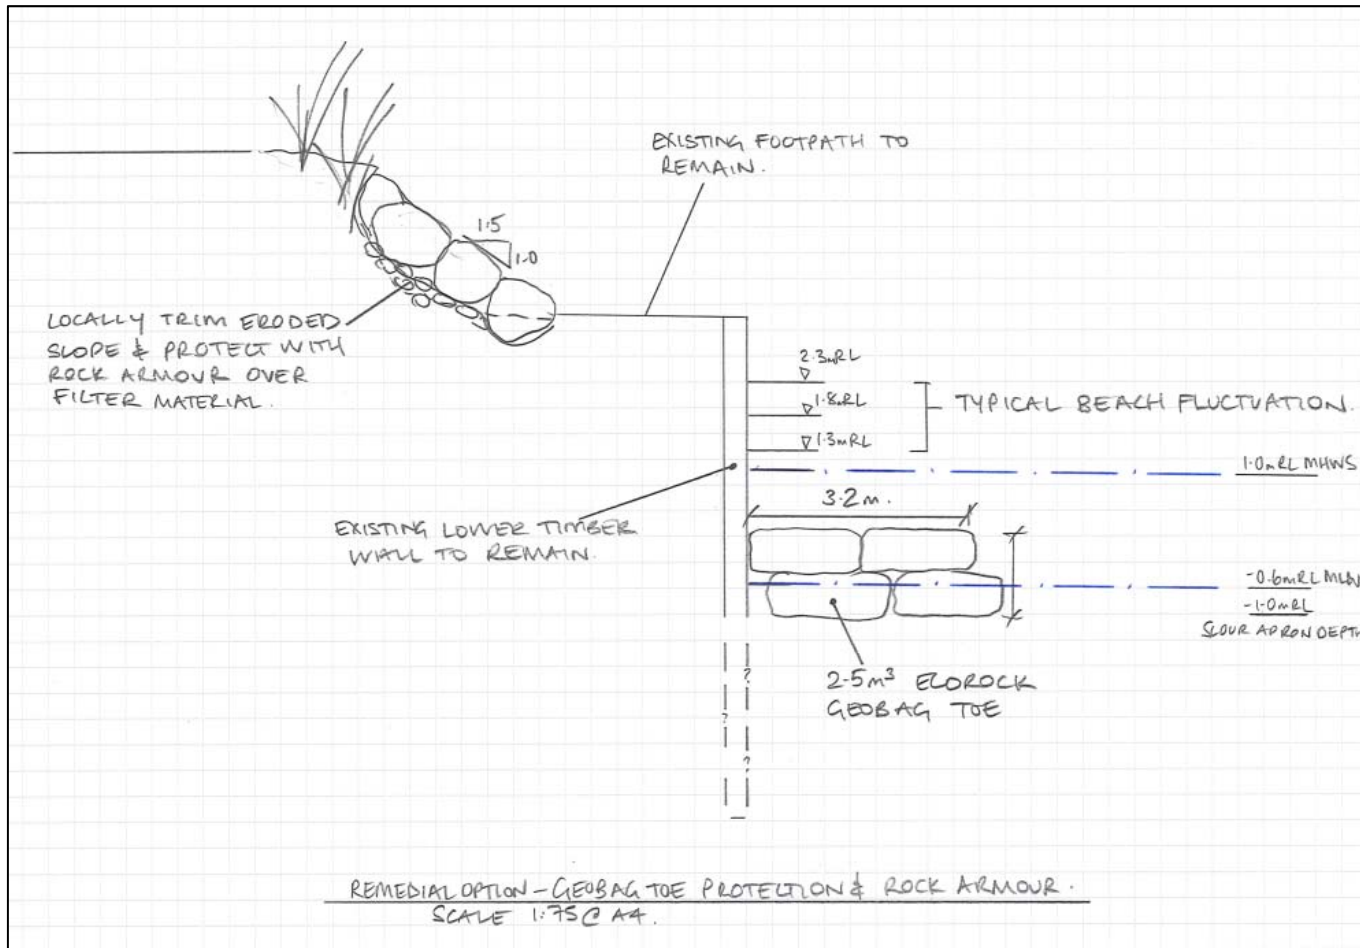 EXISTING FOOTPATH TO
REMAIN.
1.5
1.0
LOCALLY TRIM ERODED
SLOPE & PROTECT WITH
ROCK ARMOUR OVER
FILTER MATERIAL.
2.3mRL
1.8mRL
1.3mRL
TYPICAL BEACH FLUCTUATION.
1.0mRL MHWS
3.2m.
EXISTING LOWER TIMBER
WALL TO REMAIN.
-0.6mRL MLW
-1.0mRL
SCOUR APRON DEPTH
2.5m³ ECOROCK
GEOBAG TOE
?
?
?
REMEDIAL OPTION - GEOBAG TOE PROTECTION & ROCK ARMOUR.
SCALE 1:75 @ A4.